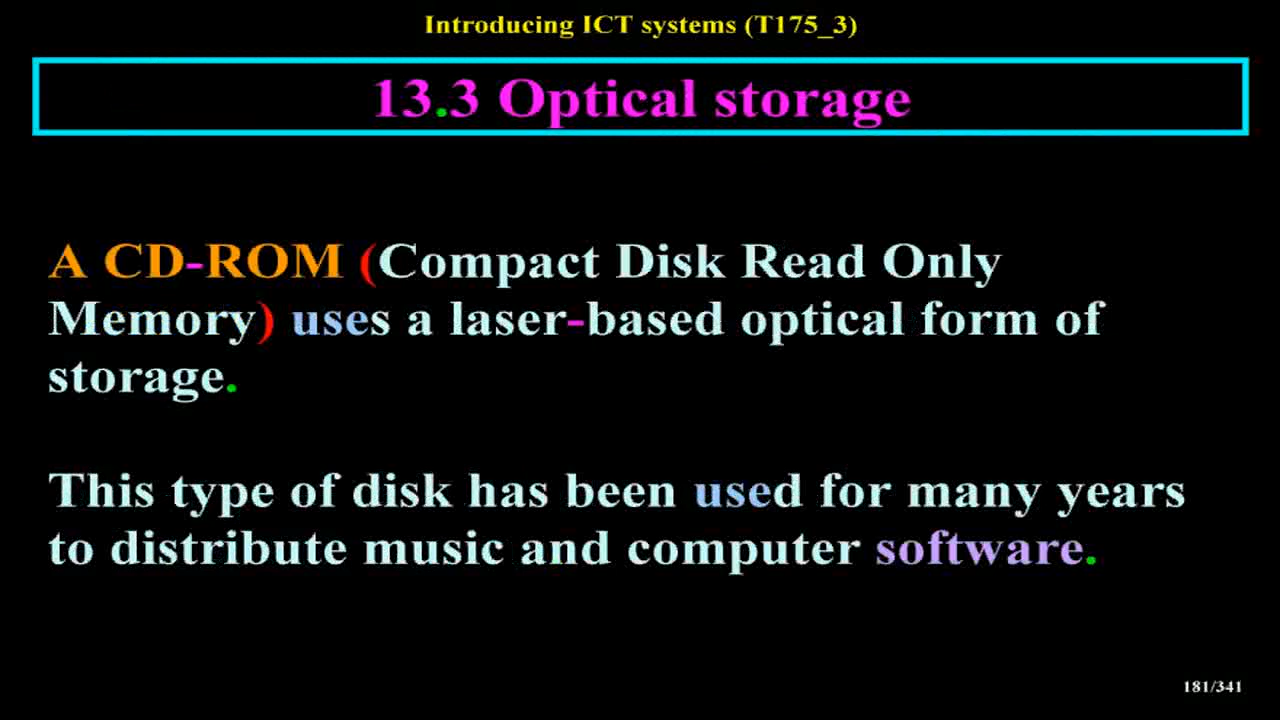 Introducing ICT systems (T175_3)
13.3 Optical storage
A CD-ROM (Compact Disk Read Only
Memory) uses a laser-based optical form of
storage.
This type of disk has been used for many years
to distribute music and computer software.
181/341